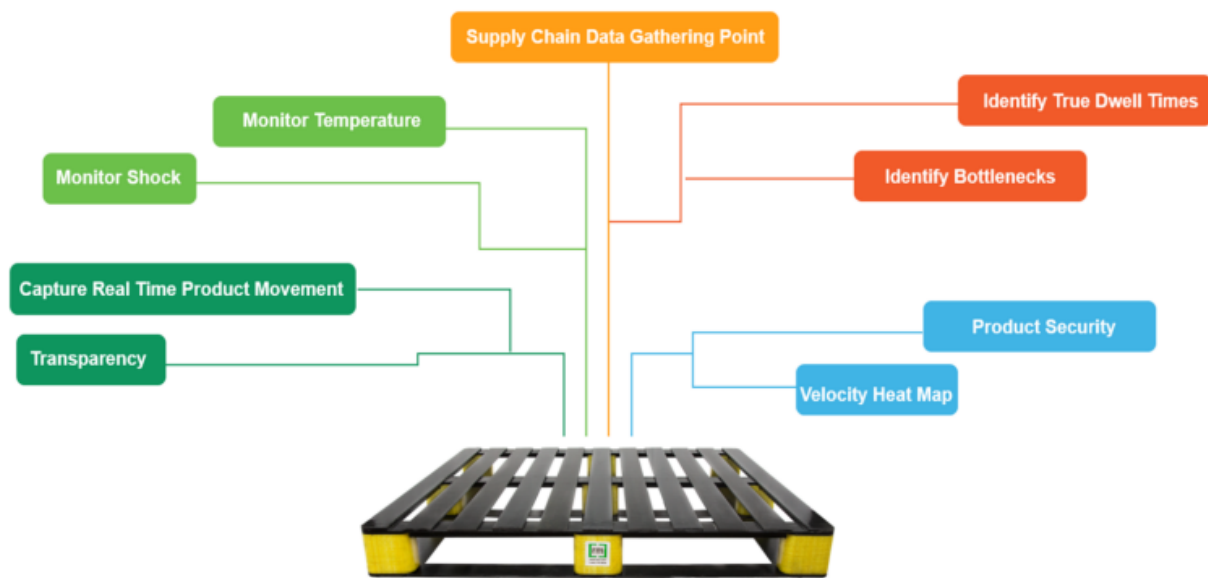 Supply Chain Data Gathering Point
Identify True Dwell Times
Monitor Temperature
Monitor Shock
Identify Bottlenecks
Capture Real Time Product Movement
Product Security
Transparency
Velocity Heat Map